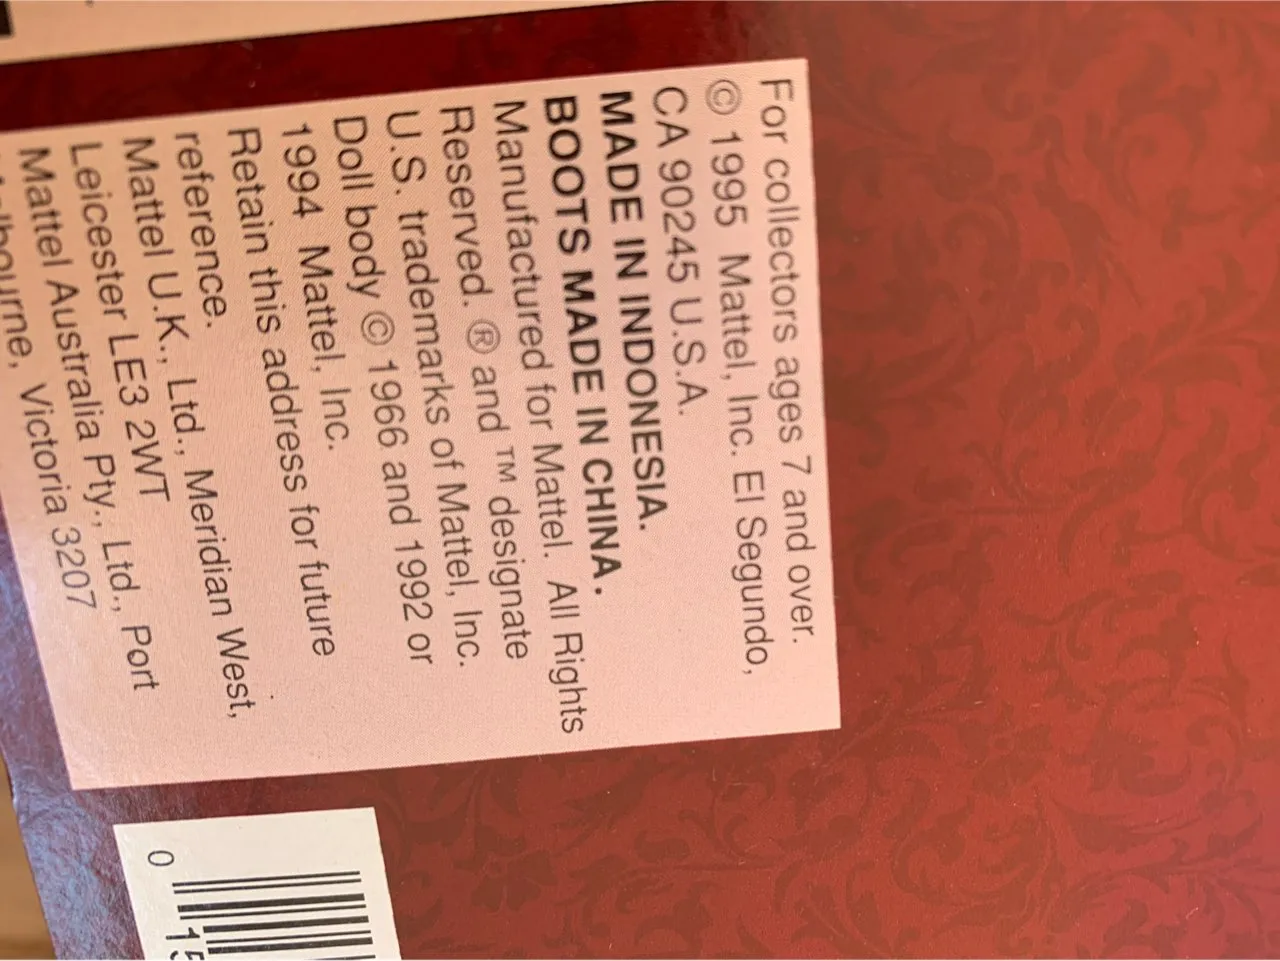 For collectors ages 7 and over.
© 1995 Mattel, Inc. El Segundo,
CA 90245 U.S.A.
MADE IN INDONESIA.
BOOTS MADE IN CHINA.
Manufactured for Mattel. All Rights
Reserved. ® and ™ designate
U.S. trademarks of Mattel, Inc.
Doll body © 1966 and 1992 or
1994 Mattel, Inc.
Retain this address for future
reference.
Mattel U.K., Ltd., Meridian West,
Leicester LE3 2WT
Mattel Australia Pty., Ltd., Port
Melbourne, Victoria 3207
0 15